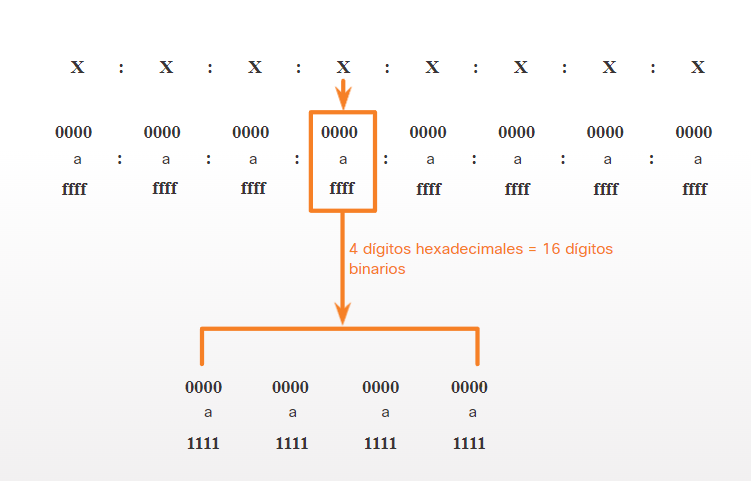 X : X : X : X : X : X : X : X
0000 0000 0000 0000 0000 0000 0000 0000
a : a : a : a : a : a : a : a
ffff ffff ffff ffff ffff ffff ffff ffff
4 dígitos hexadecimales = 16 dígitos
binarios
0000 0000 0000 0000
a a a a
1111 1111 1111 1111